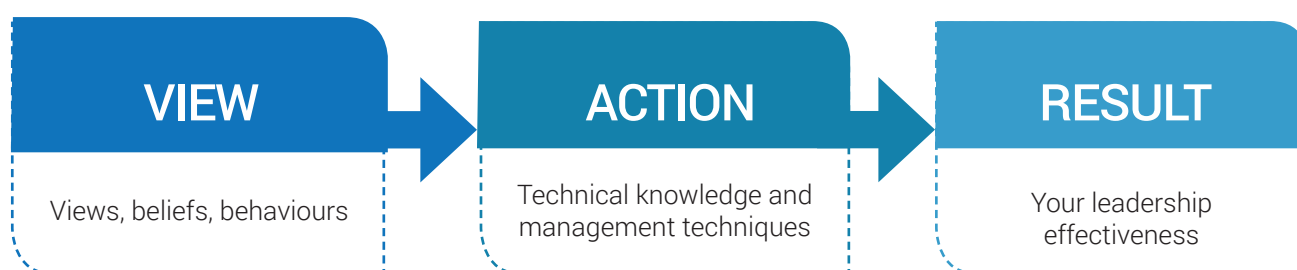 VIEW
Views, beliefs, behaviours
ACTION
Technical knowledge and
management techniques
RESULT
Your leadership
effectiveness